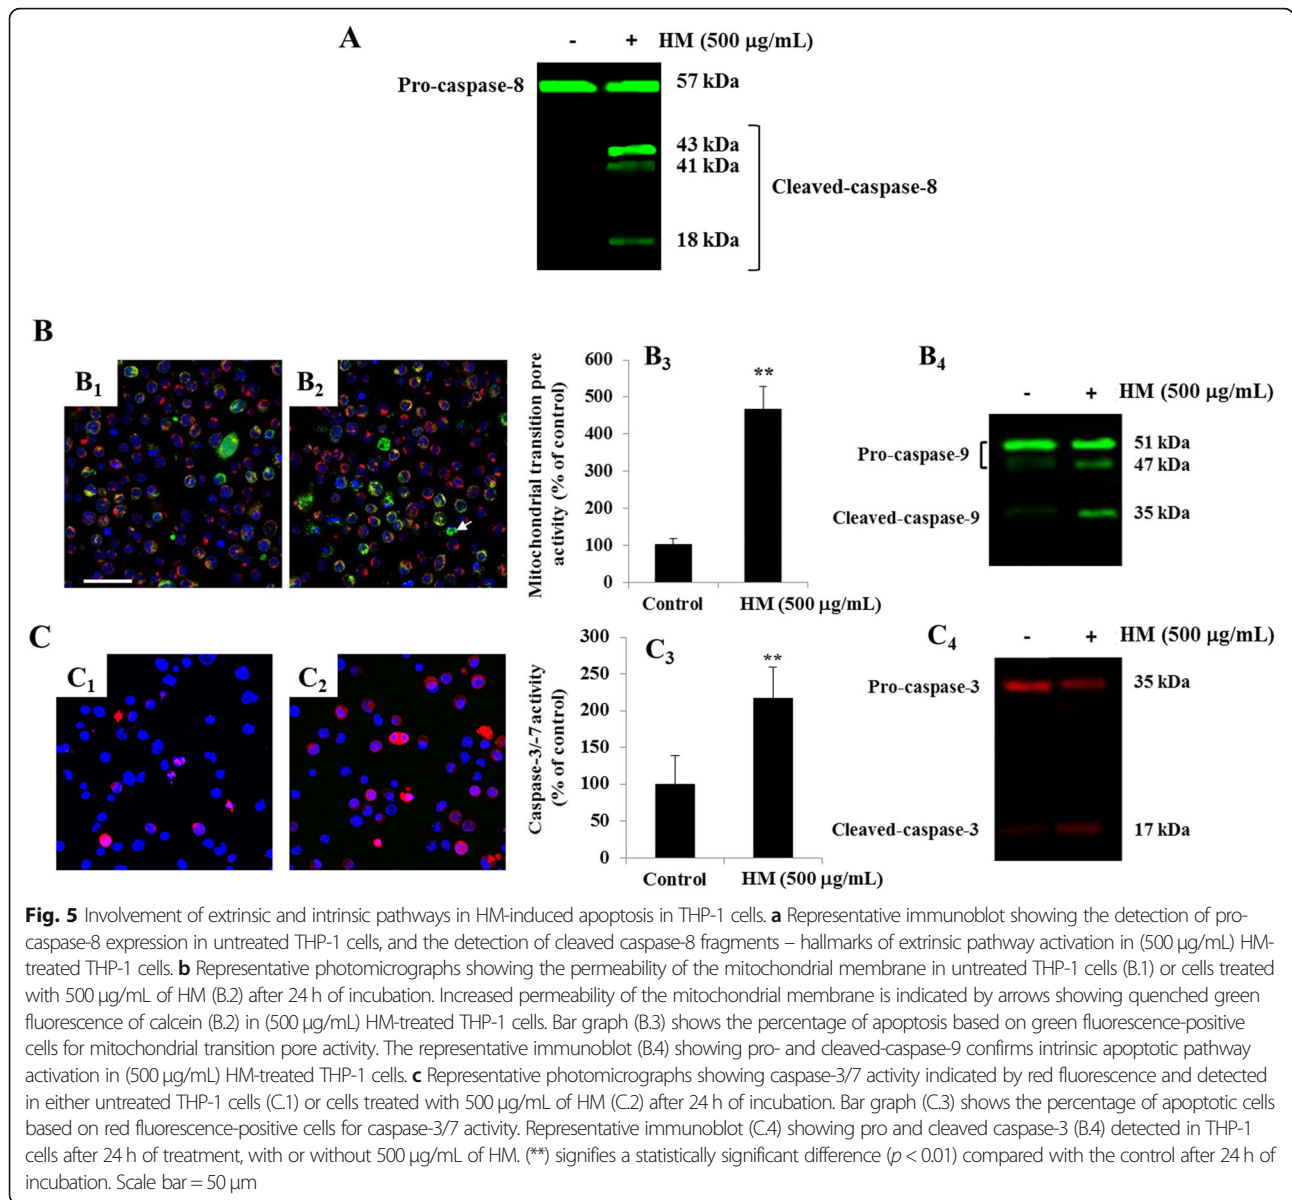 A
- + HM (500 µg/mL)
Pro-caspase-8
57 kDa
43 kDa
41 kDa
Cleaved-caspase-8
18 kDa
B
B1
B2
Mitochondrial transition pore
activity (% of control)
600
500
400
300
200
100
0
B3
**
Control HM (500 µg/mL)
B4
- + HM (500 µg/mL)
Pro-caspase-9
51 kDa
47 kDa
Cleaved-caspase-9
35 kDa
C
C1
C2
Caspase-3/-7 activity
(% of control)
300
250
200
150
100
50
0
C3
**
Control HM (500 µg/mL)
C4
- + HM (500 µg/mL)
Pro-caspase-3
35 kDa
Cleaved-caspase-3
17 kDa
Fig. 5 Involvement of extrinsic and intrinsic pathways in HM-induced apoptosis in THP-1 cells. a Representative immunoblot showing the detection of pro-
caspase-8 expression in untreated THP-1 cells, and the detection of cleaved caspase-8 fragments – hallmarks of extrinsic pathway activation in (500 µg/mL) HM-
treated THP-1 cells. b Representative photomicrographs showing the permeability of the mitochondrial membrane in untreated THP-1 cells (B.1) or cells treated
with 500 µg/mL of HM (B.2) after 24 h of incubation. Increased permeability of the mitochondrial membrane is indicated by arrows showing quenched green
fluorescence of calcein (B.2) in (500 µg/mL) HM-treated THP-1 cells. Bar graph (B.3) shows the percentage of apoptosis based on green fluorescence-positive
cells for mitochondrial transition pore activity. The representative immunoblot (B.4) showing pro- and cleaved-caspase-9 confirms intrinsic apoptotic pathway
activation in (500 µg/mL) HM-treated THP-1 cells. c Representative photomicrographs showing caspase-3/7 activity indicated by red fluorescence and detected
in either untreated THP-1 cells (C.1) or cells treated with 500 µg/mL of HM (C.2) after 24 h of incubation. Bar graph (C.3) shows the percentage of apoptotic cells
based on red fluorescence-positive cells for caspase-3/7 activity. Representative immunoblot (C.4) showing pro and cleaved caspase-3 (B.4) detected in THP-1
cells after 24 h of treatment, with or without 500 µg/mL of HM. (**) signifies a statistically significant difference (p < 0.01) compared with the control after 24 h of
incubation. Scale bar = 50 µm